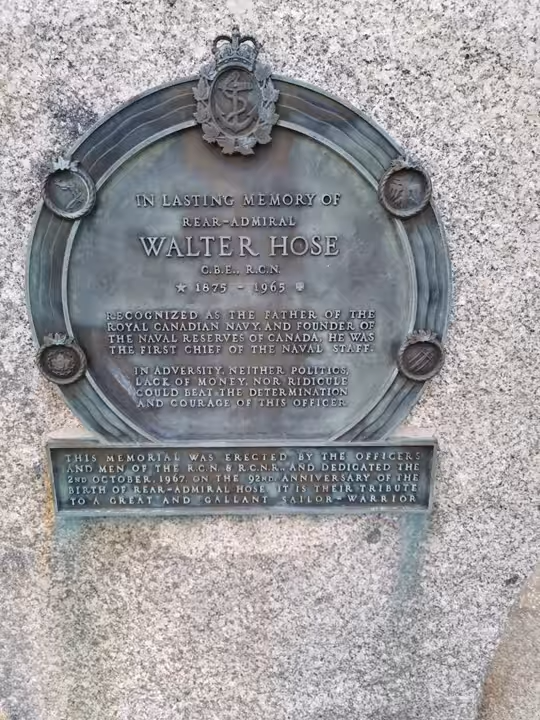 IN LASTING MEMORY OF
REAR-ADMIRAL
WALTER HOSE
C.B.E., R.C.N.
★ 1875 - 1965
RECOGNIZED AS THE FATHER OF THE
ROYAL CANADIAN NAVY, AND FOUNDER OF
THE NAVAL RESERVES OF CANADA, HE WAS
THE FIRST CHIEF OF THE NAVAL STAFF.
IN ADVERSITY, NEITHER POLITICS,
LACK OF MONEY, NOR RIDICULE
COULD BEAT THE DETERMINATION
AND COURAGE OF THIS OFFICER.
THIS MEMORIAL WAS ERECTED BY THE OFFICERS
AND MEN OF THE R.C.N. & R.C.N.R., AND DEDICATED THE
2ND OCTOBER, 1967, ON THE 92ND ANNIVERSARY OF THE
BIRTH OF REAR-ADMIRAL HOSE. IT IS THEIR TRIBUTE
TO A GREAT AND GALLANT SAILOR-WARRIOR